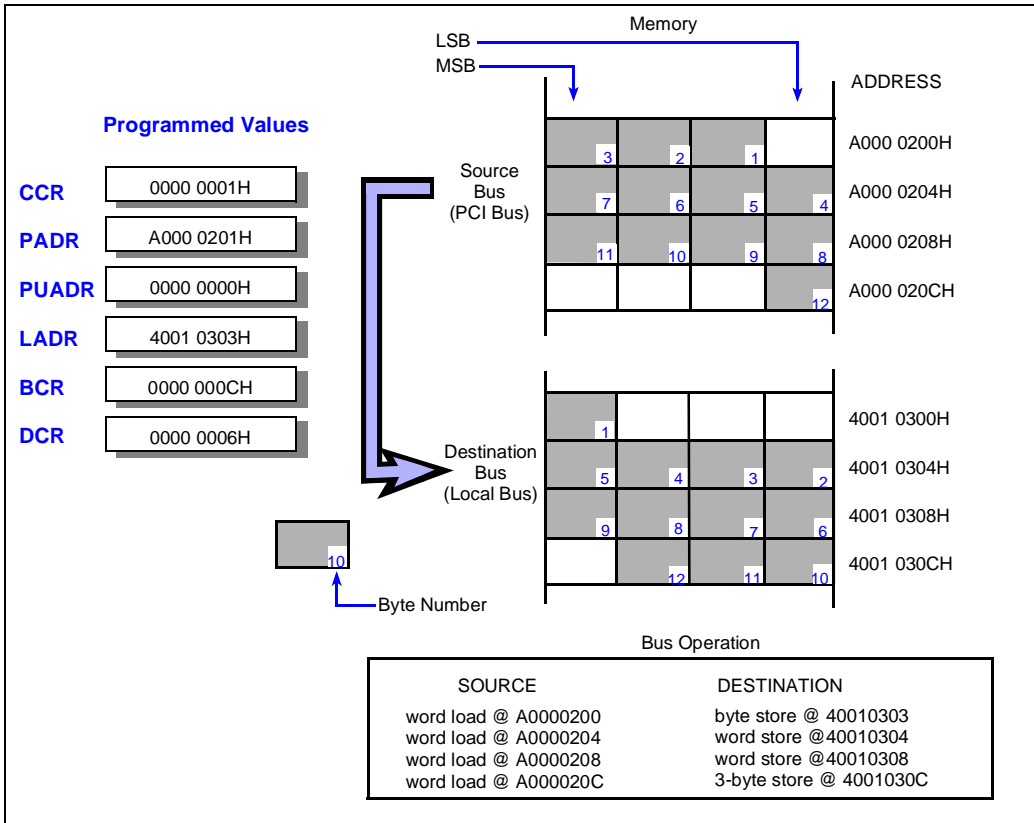 Memory
LSB
MSB
ADDRESS
Programmed Values
CCR 0000 0001H
PADR A000 0201H
PUADR 0000 0000H
LADR 4001 0303H
BCR 0000 000CH
DCR 0000 0006H
Source
Bus
(PCI Bus)
3 2 1 A000 0200H
7 6 5 4 A000 0204H
11 10 9 8 A000 0208H
12 A000 020CH
Destination
Bus
(Local Bus)
1 4001 0300H
5 4 3 2 4001 0304H
9 8 7 6 4001 0308H
12 11 10 4001 030CH
10
Byte Number
Bus Operation
SOURCE DESTINATION
word load @ A0000200 byte store @ 40010303
word load @ A0000204 word store @40010304
word load @ A0000208 word store @40010308
word load @ A000020C 3-byte store @ 4001030C